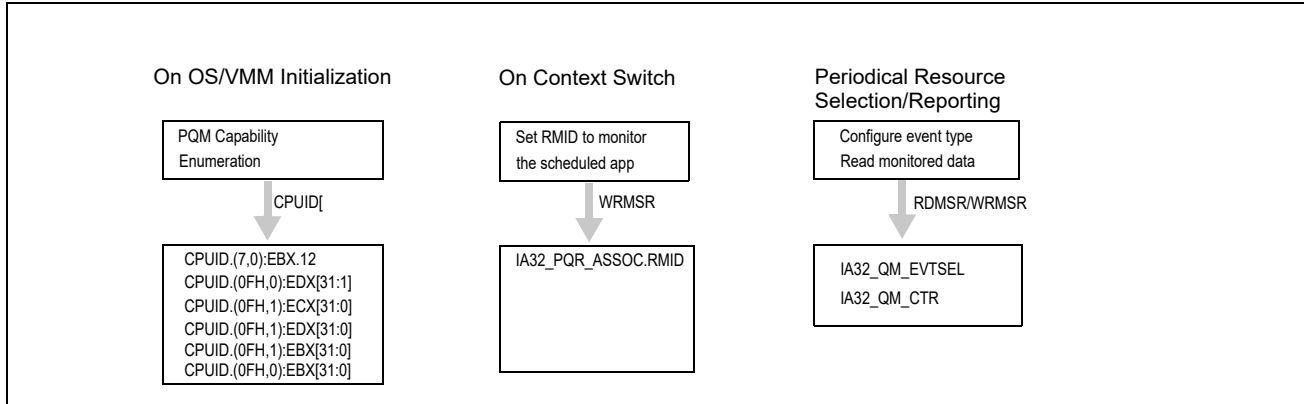 On OS/VMM Initialization
PQM Capability
Enumeration
CPUID[
CPUID.(7,0):EBX.12
CPUID.(0FH,0):EDX[31:1]
CPUID.(0FH,1):ECX[31:0]
CPUID.(0FH,1):EDX[31:0]
CPUID.(0FH,1):EBX[31:0]
CPUID.(0FH,0):EBX[31:0]
On Context Switch
Set RMID to monitor
the scheduled app
WRMSR
IA32_PQR_ASSOC.RMID
Periodical Resource
Selection/Reporting
Configure event type
Read monitored data
RDMSR/WRMSR
IA32_QM_EVTSEL
IA32_QM_CTR